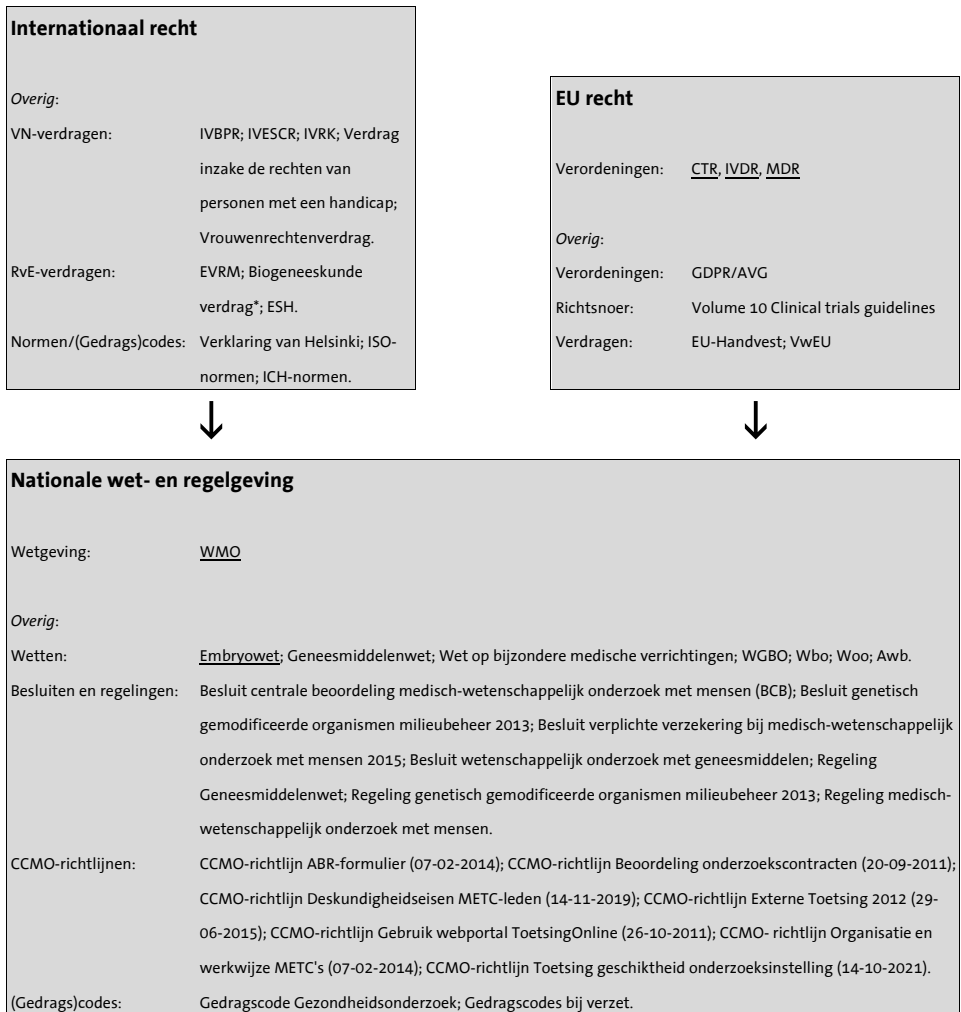 Internationaal recht
Overig:
VN-verdragen: IVBPR; IVESCR; IVRK; Verdrag
inzake de rechten van
personen met een handicap;
Vrouwenrechtenverdrag.
RvE-verdragen: EVRM; Biogeneeskunde
verdrag*; ESH.
Normen/(Gedrags)codes: Verklaring van Helsinki; ISO-
normen; ICH-normen.
EU recht
Verordeningen: CTR, IVDR, MDR
Overig:
Verordeningen: GDPR/AVG
Richtsnoer: Volume 10 Clinical trials guidelines
Verdragen: EU-Handvest; VwEU
↓ ↓
Nationale wet- en regelgeving
Wetgeving: WMO
Overig:
Wetten: Embryowet; Geneesmiddelenwet; Wet op bijzondere medische verrichtingen; WGBO; Wbo; Woo; Awb.
Besluiten en regelingen: Besluit centrale beoordeling medisch-wetenschappelijk onderzoek met mensen (BCB); Besluit genetisch
gemodificeerde organismen milieubeheer 2013; Besluit verplichte verzekering bij medisch-wetenschappelijk
onderzoek met mensen 2015; Besluit wetenschappelijk onderzoek met geneesmiddelen; Regeling
Geneesmiddelenwet; Regeling genetisch gemodificeerde organismen milieubeheer 2013; Regeling medisch-
wetenschappelijk onderzoek met mensen.
CCMO-richtlijnen: CCMO-richtlijn ABR-formulier (07-02-2014); CCMO-richtlijn Beoordeling onderzoekscontracten (20-09-2011);
CCMO-richtlijn Deskundigheidseisen METC-leden (14-11-2019); CCMO-richtlijn Externe Toetsing 2012 (29-
06-2015); CCMO-richtlijn Gebruik webportal ToetsingOnline (26-10-2011); CCMO- richtlijn Organisatie en
werkwijze METC's (07-02-2014); CCMO-richtlijn Toetsing geschiktheid onderzoeksinstelling (14-10-2021).
(Gedrags)codes: Gedragscode Gezondheidsonderzoek; Gedragscodes bij verzet.